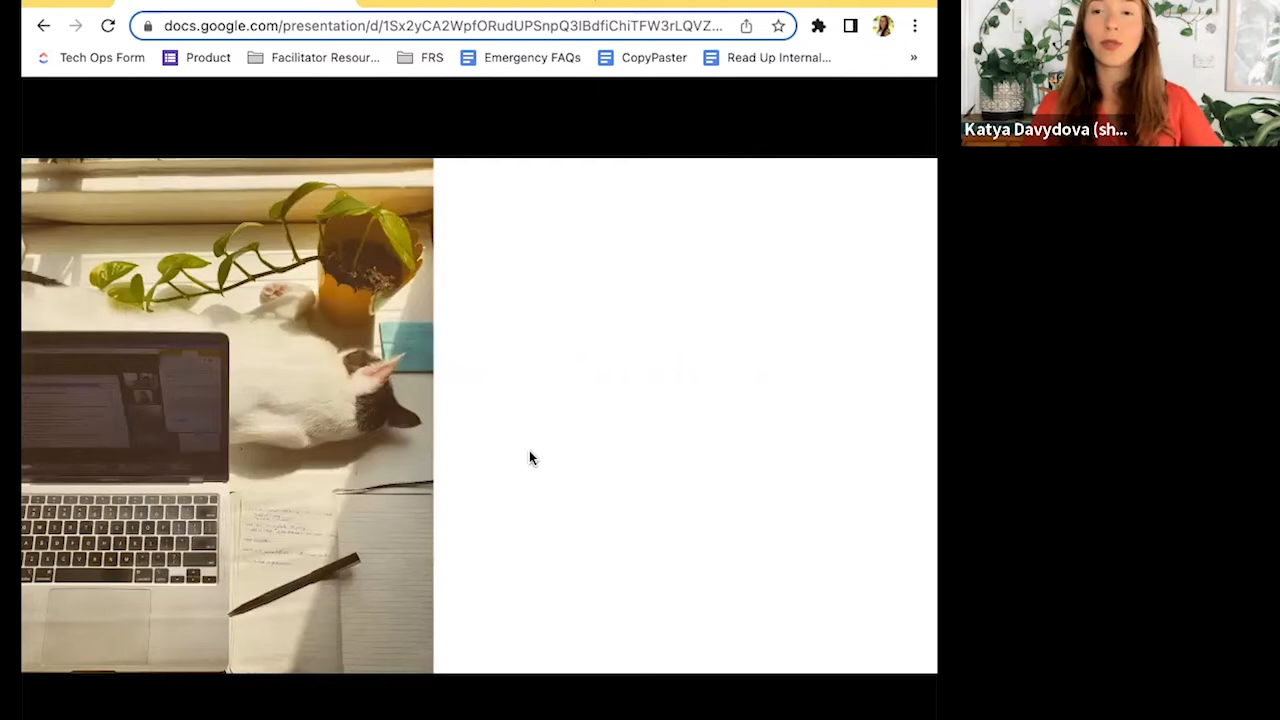 docs.google.com/presentation/d/1Sx2yCA2WpfORudUPSnpQ3lBdfiChiTFW3rLQVZ...
Tech Ops Form Product Facilitator Resour... FRS Emergency FAQs CopyPaster Read Up Internal... »
Katya Davydova (sh...